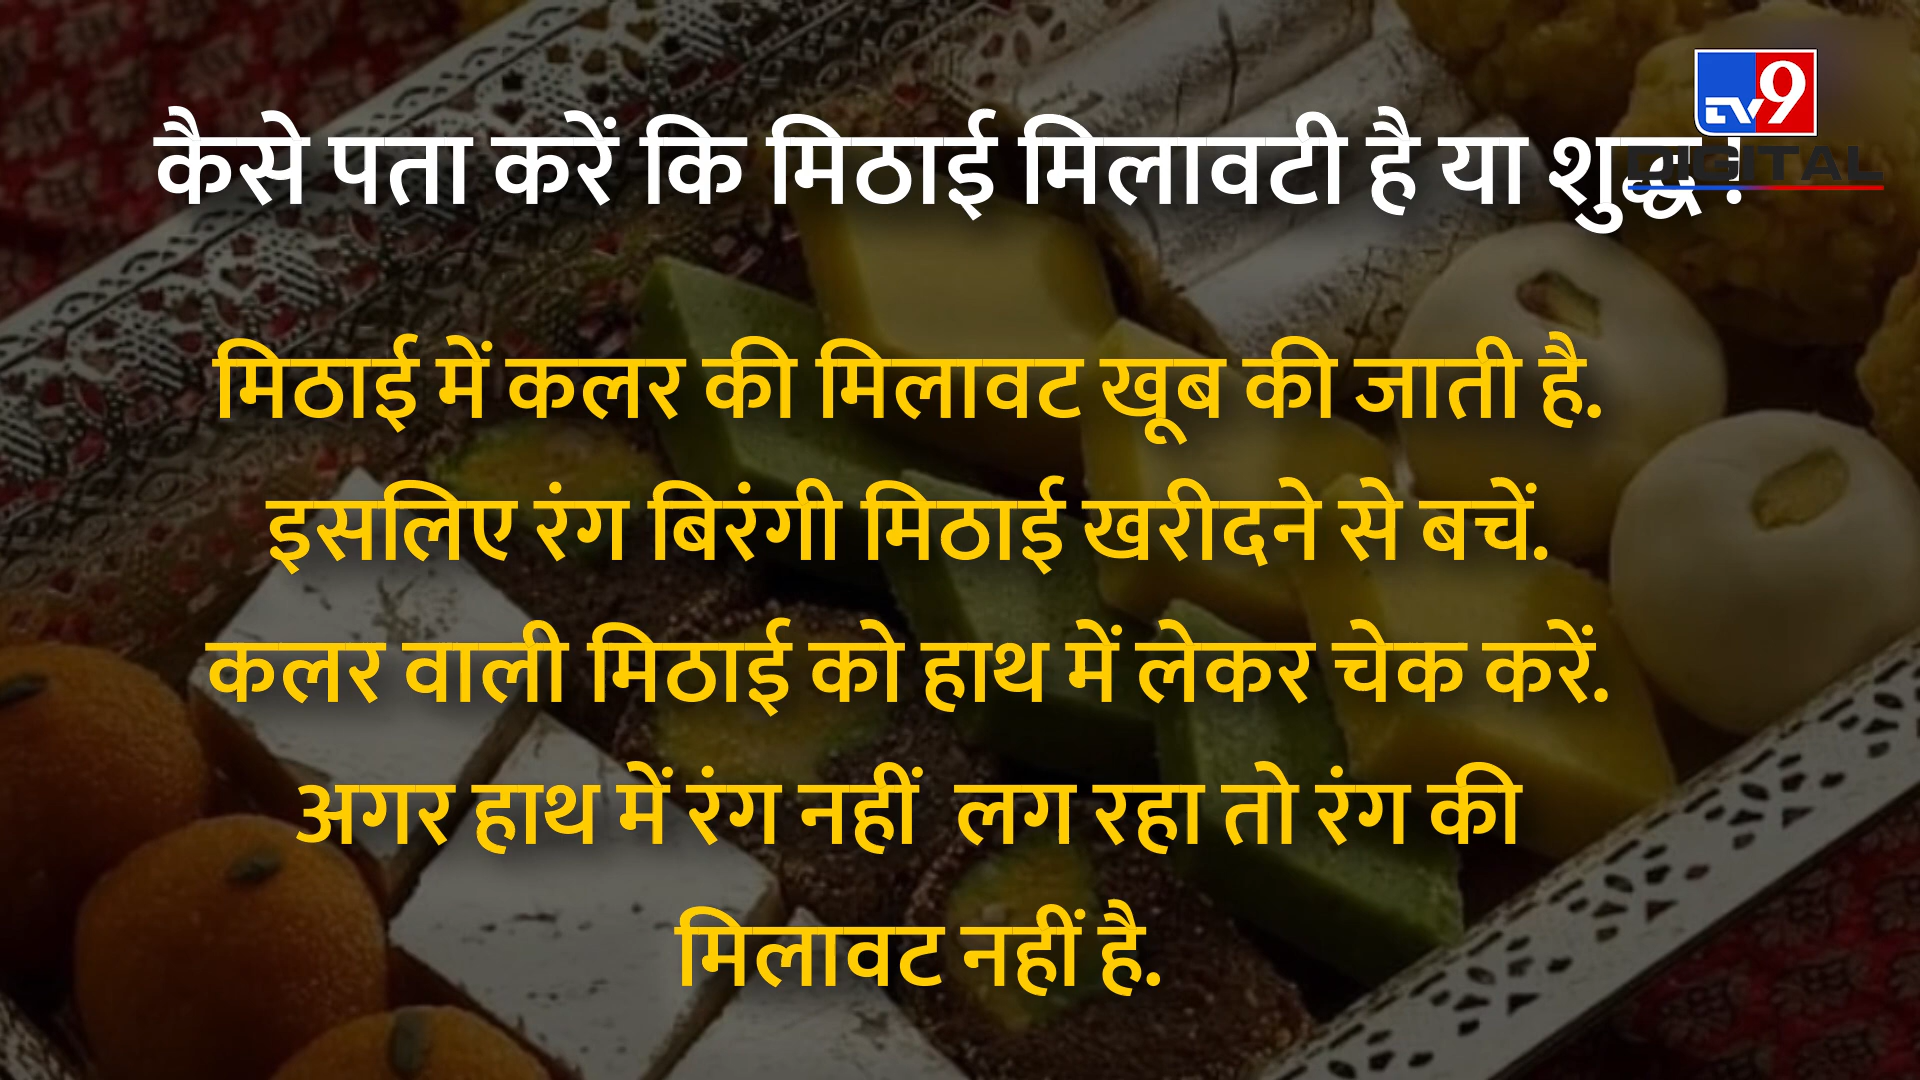 कैसे पता करें कि मिठाई मिलावटी है या शुद्ध ?
TV9
DIGITAL
मिठाई में कलर की मिलावट खूब की जाती है.
इसलिए रंग बिरंगी मिठाई खरीदने से बचें.
कलर वाली मिठाई को हाथ में लेकर चेक करें.
अगर हाथ में रंग नहीं लग रहा तो रंग की
मिलावट नहीं है.